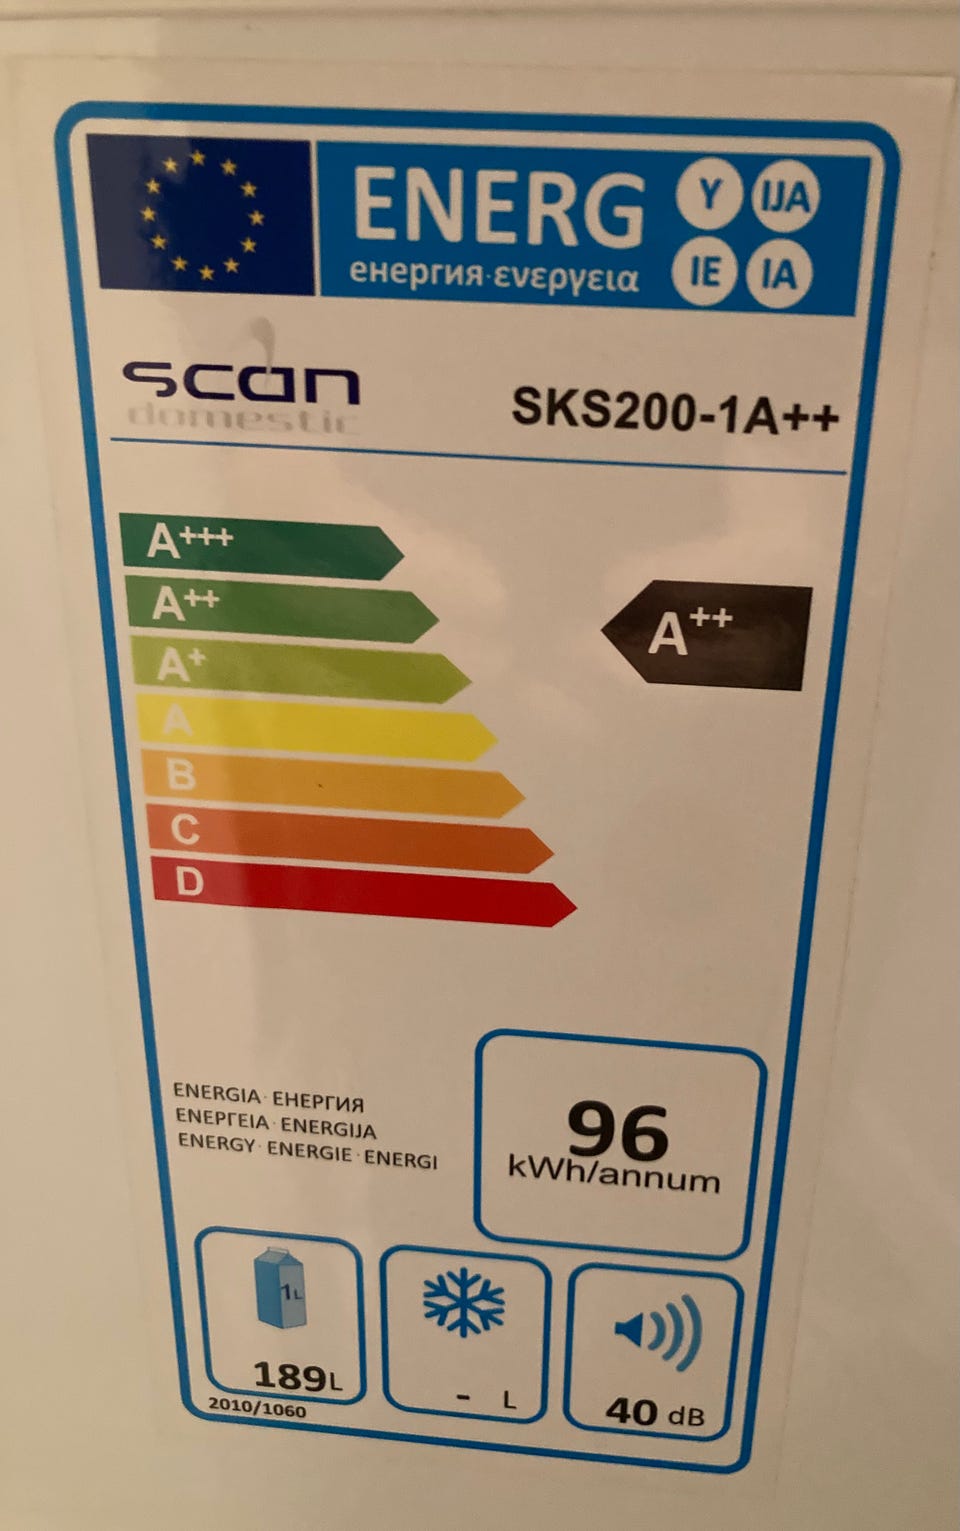 ENERG Y IJA
енергия·ενεργεια IE IA
scan
domestic
SKS200-1A++
A+++
A++
A++
A+
A
B
C
D
ENERGIA·ЕНЕРГИЯ
ΕΝΕΡΓΕΙΑ·ENERGIJA
ENERGY·ENERGIE·ENERGI
96
kWh/annum
1L
189L
- L
40 dB
2010/1060